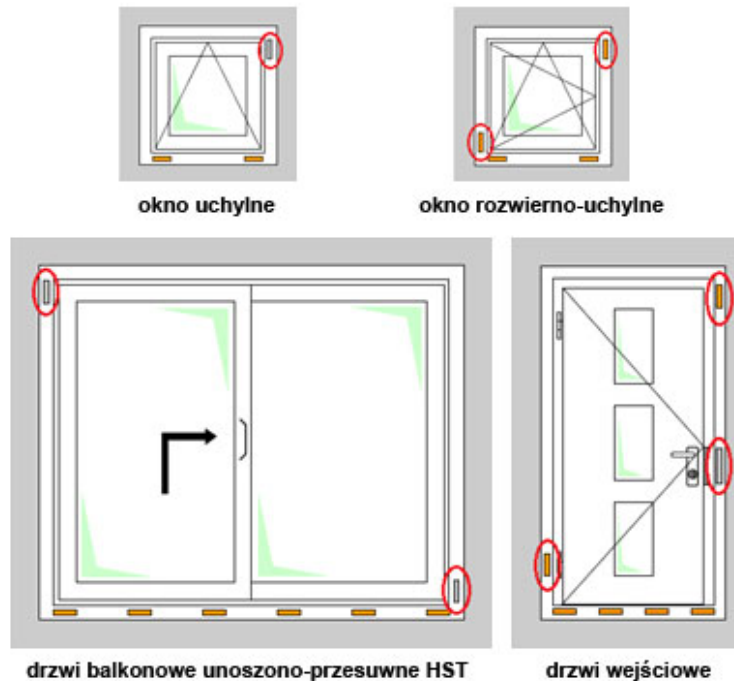 okno uchylne
okno rozwierno-uchylne
drzwi balkonowe unoszono-przesuwne HST
drzwi wejściowe